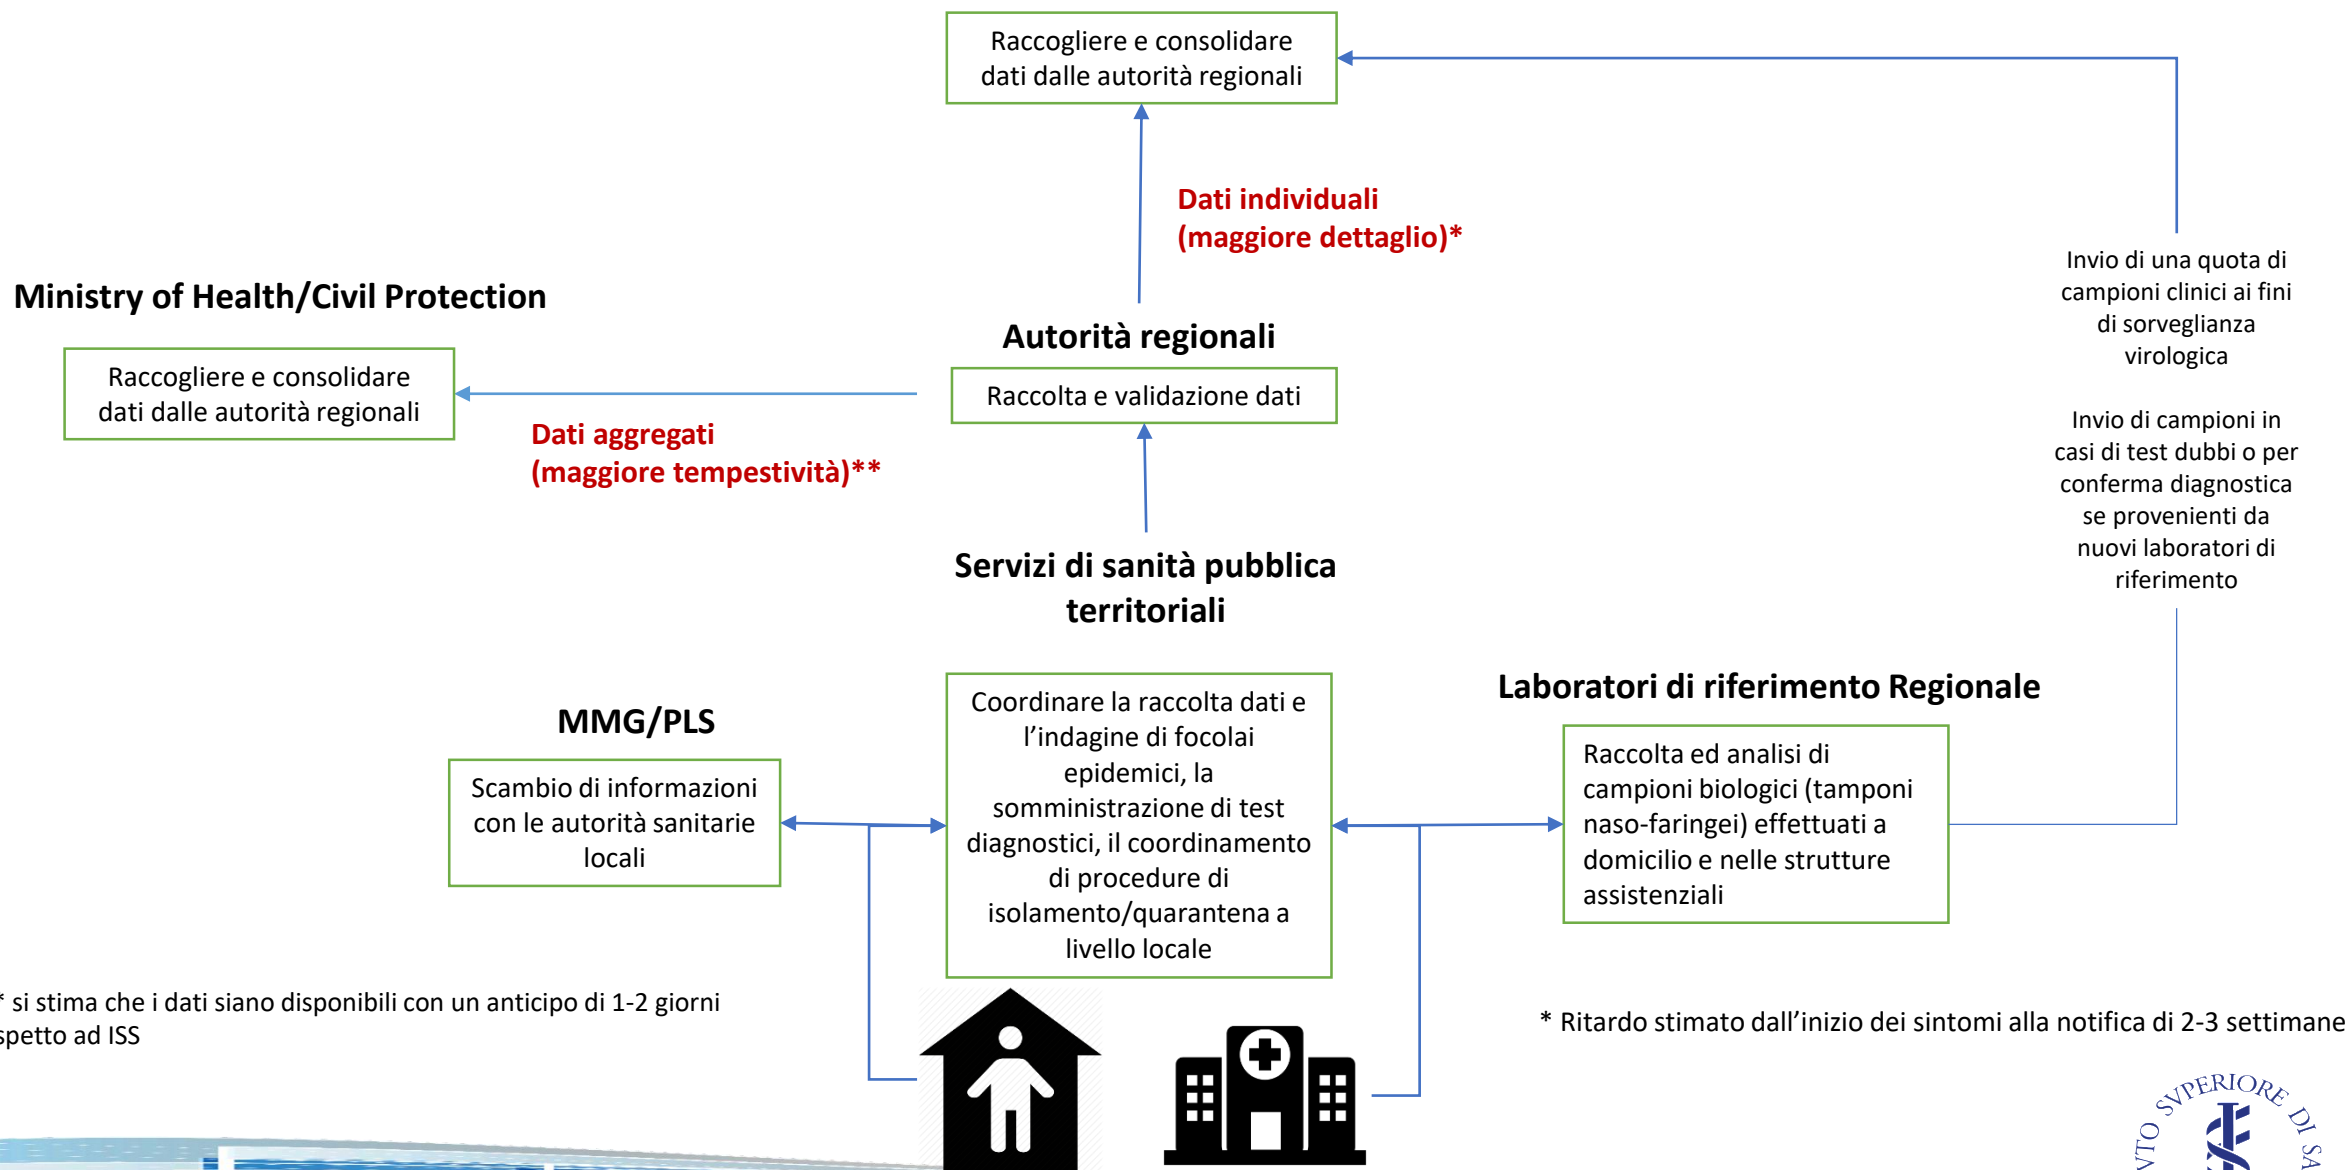 Raccogliere e consolidare
dati dalle autorità regionali
Dati individuali
(maggiore dettaglio)*
Invio di una quota di
campioni clinici ai fini
di sorveglianza
virologica
Ministry of Health/Civil Protection
Autorità regionali
Raccogliere e consolidare
dati dalle autorità regionali
Raccolta e validazione dati
Dati aggregati
(maggiore tempestività)**
Invio di campioni in
casi di test dubbi o per
conferma diagnostica
se provenienti da
nuovi laboratori di
riferimento
Servizi di sanità pubblica
territoriali
MMG/PLS
Scambio di informazioni
con le autorità sanitarie
locali
Coordinare la raccolta dati e
l'indagine di focolai
epidemici, la
somministrazione di test
diagnostici, il coordinamento
di procedure di
isolamento/quarantena a
livello locale
Laboratori di riferimento Regionale
Raccolta ed analisi di
campioni biologici (tamponi
naso-faringei) effettuati a
domicilio e nelle strutture
assistenziali
* si stima che i dati siano disponibili con un anticipo di 1-2 giorni
spetto ad ISS
* Ritardo stimato dall'inizio dei sintomi alla notifica di 2-3 settimane
SVPERIORE DI